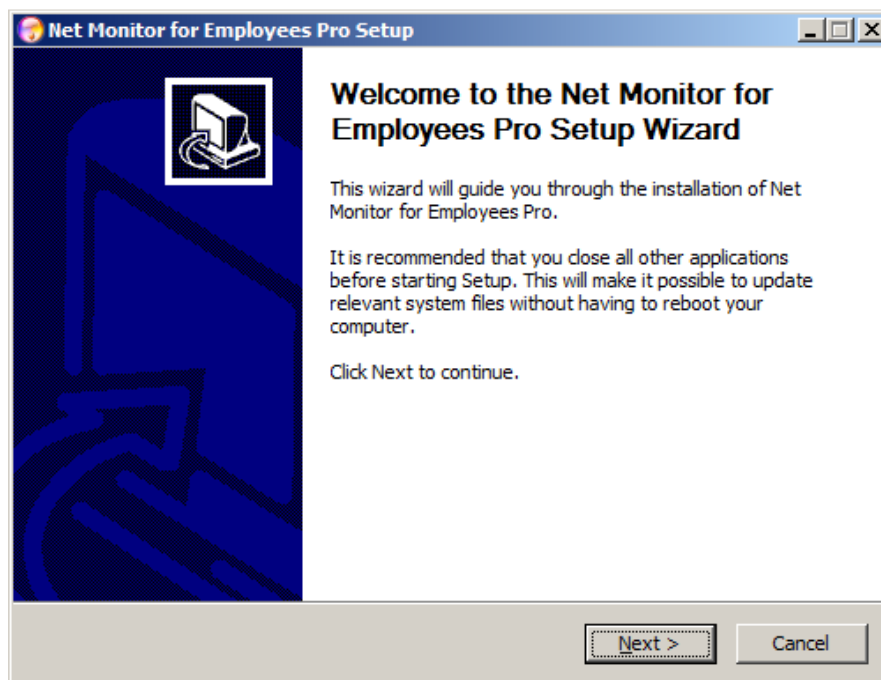 Net Monitor for Employees Pro Setup
Welcome to the Net Monitor for
Employees Pro Setup Wizard
This wizard will guide you through the installation of Net
Monitor for Employees Pro.
It is recommended that you close all other applications
before starting Setup. This will make it possible to update
relevant system files without having to reboot your
computer.
Click Next to continue.
Next >
Cancel